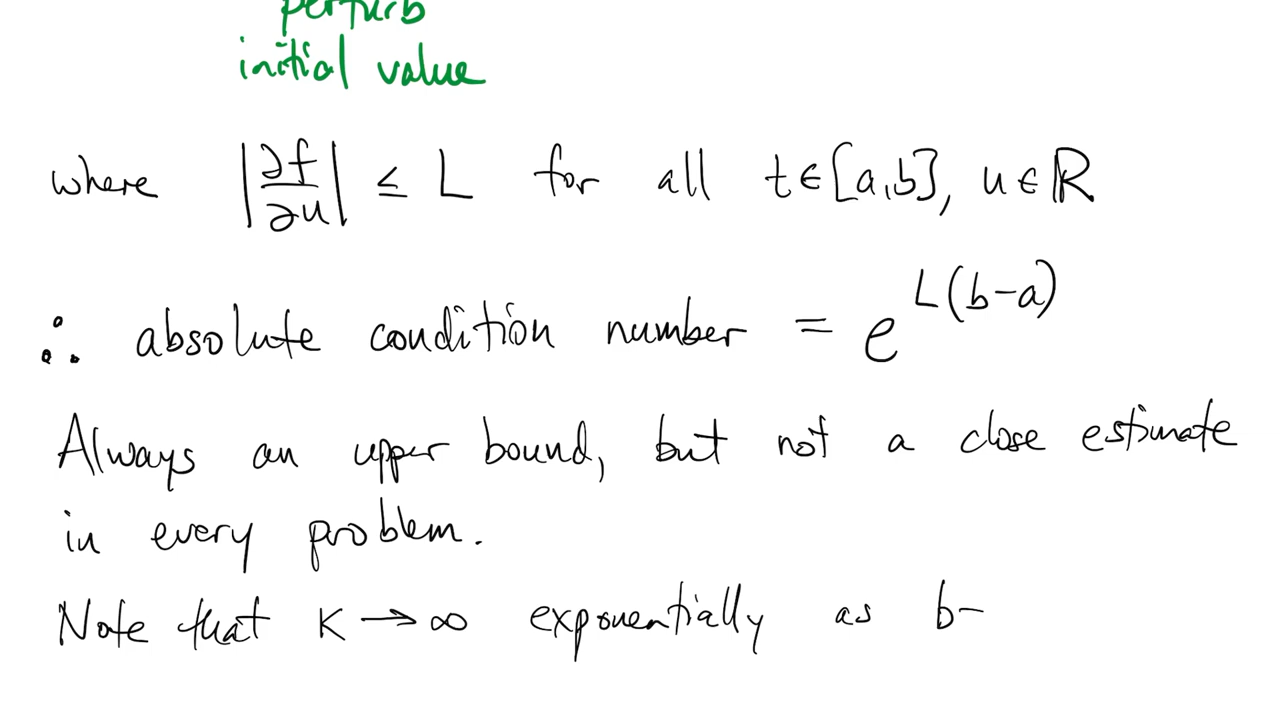 perturb
initial value
where |∂f/∂u| ≤ L for all t∈[a,b], u∈ℝ
∴ absolute condition number = e^{L(b-a)}
Always an upper bound, but not a close estimate
in every problem.
Note that K → ∞ exponentially as b-